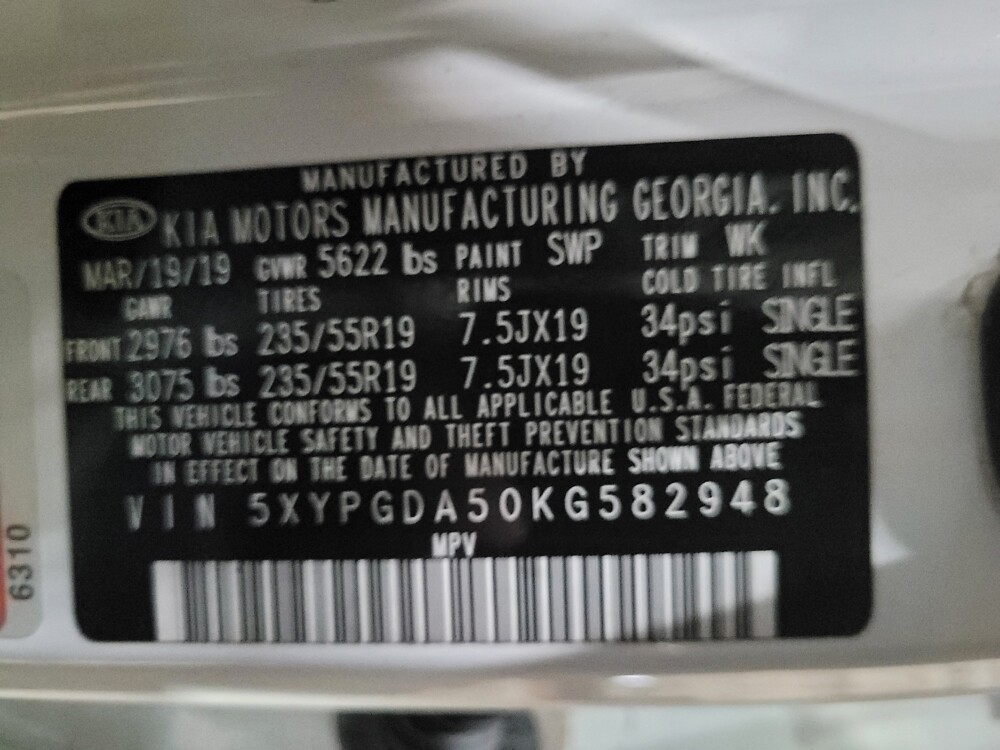 MANUFACTURED BY
KIA KIA MOTORS MANUFACTURING GEORGIA. INC.
MAR/19/19 GVWR 5622 lbs PAINT SWP TRIM WK
GAWR TIRES RIMS COLD TIRE INFL
FRONT 2976 lbs 235/55R19 7.5JX19 34psi SINGLE
REAR 3075 lbs 235/55R19 7.5JX19 34psi SINGLE
THIS VEHICLE CONFORMS TO ALL APPLICABLE U.S.A. FEDERAL
MOTOR VEHICLE SAFETY AND THEFT PREVENTION STANDARDS
IN EFFECT ON THE DATE OF MANUFACTURE SHOWN ABOVE
VIN 5XYPGDA50KG582948
MPV
6310